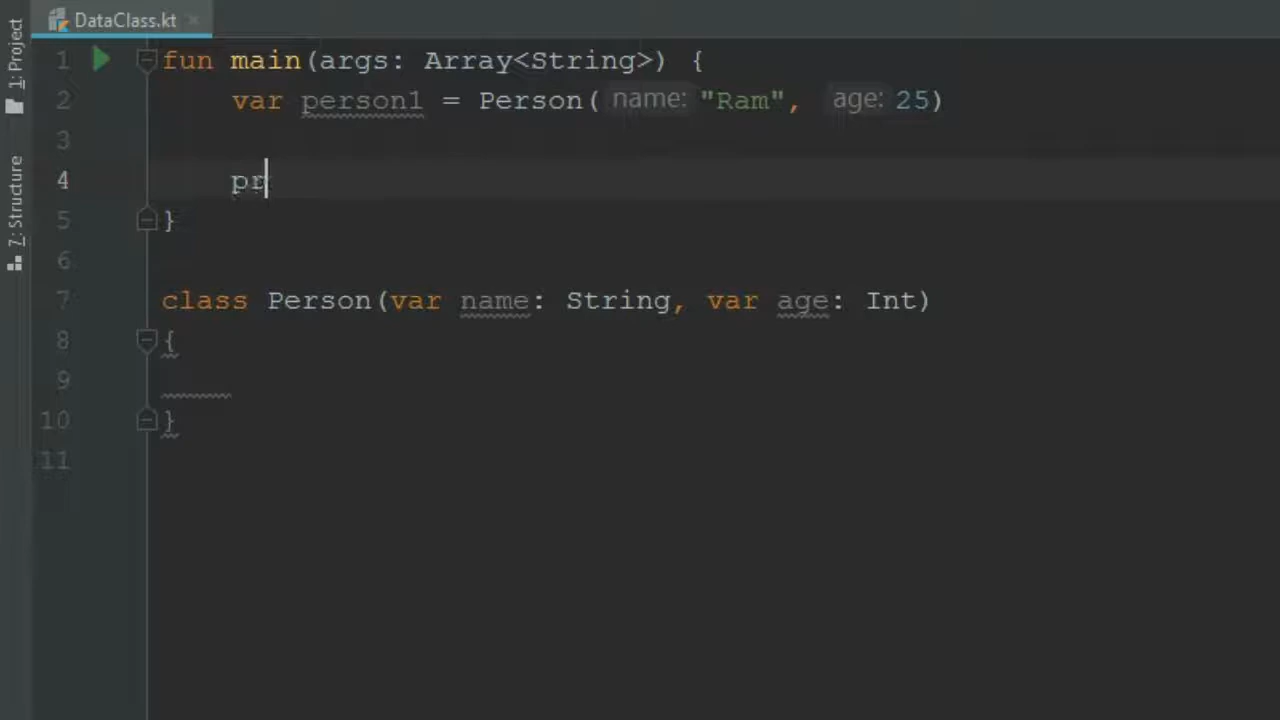 DataClass.kt
1: Project
7: Structure
1 fun main(args: Array<String>) {
2 var person1 = Person( name: "Ram", age: 25)
3
4 pr
5 }
6
7 class Person(var name: String, var age: Int)
8 {
9
10 }
11